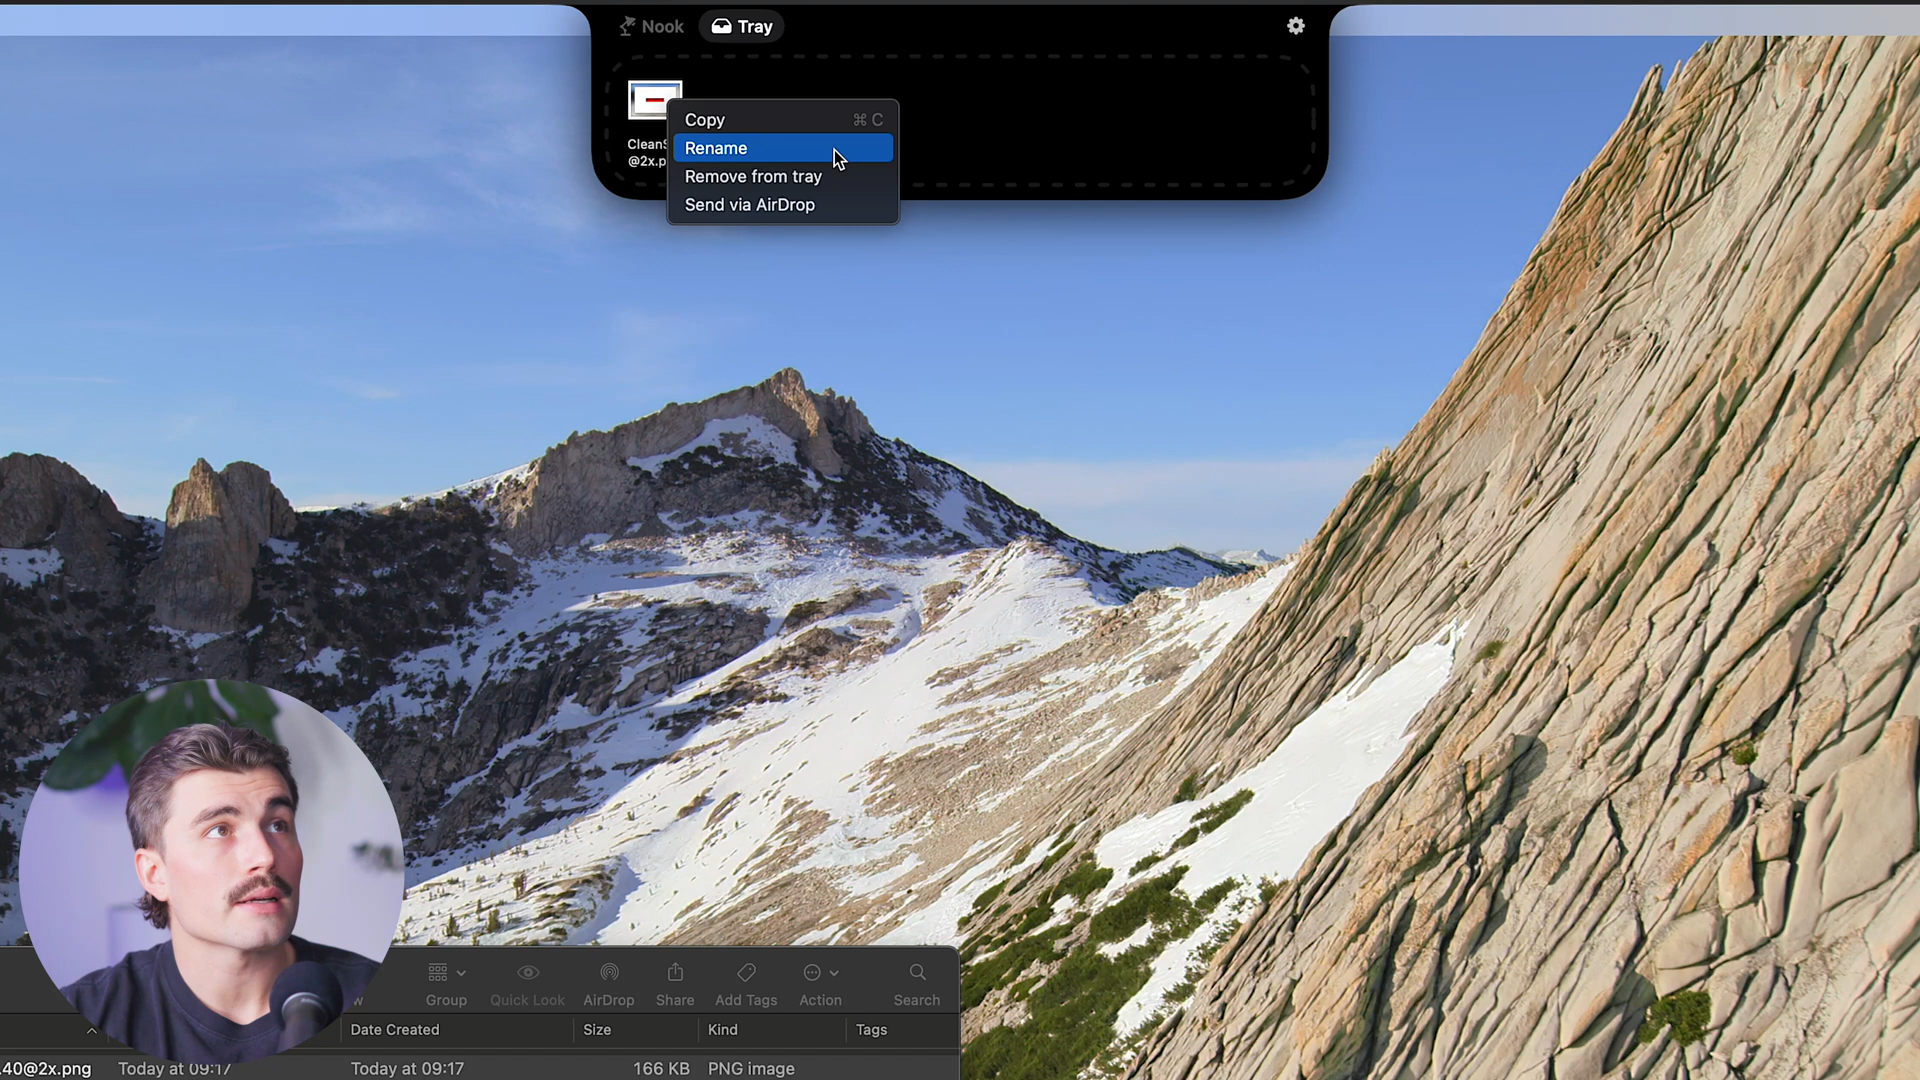 Nook
Tray
CleanS
@2x.p
Copy ⌘ C
Rename
Remove from tray
Send via AirDrop
Group
Quick Look
AirDrop
Share
Add Tags
Action
Search
Date Created
Size
Kind
Tags
.40@2x.png
Today at 09:17
Today at 09:17
166 KB
PNG image